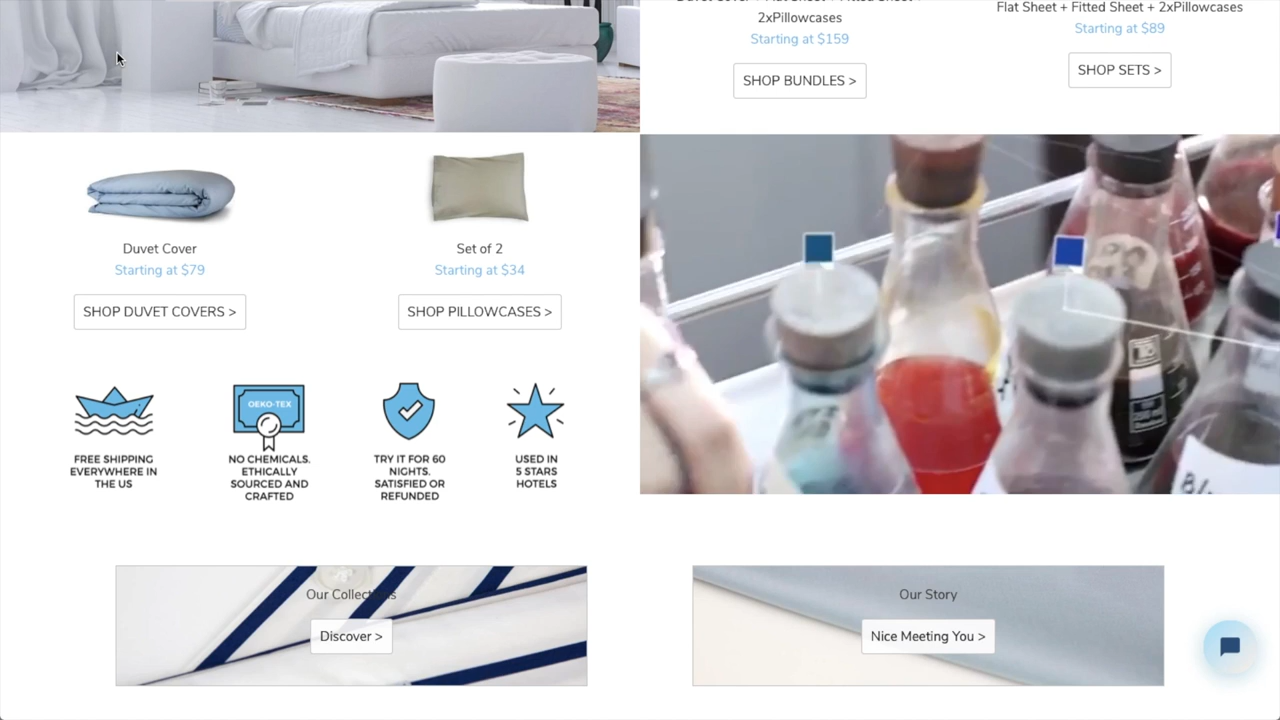 2xPillowcases
Starting at $159
SHOP BUNDLES >
Flat Sheet + Fitted Sheet + 2xPillowcases
Starting at $89
SHOP SETS >
Duvet Cover
Starting at $79
SHOP DUVET COVERS >
Set of 2
Starting at $34
SHOP PILLOWCASES >
OEKO-TEX
FREE SHIPPING
EVERYWHERE IN
THE US
NO CHEMICALS.
ETHICALLY
SOURCED AND
CRAFTED
TRY IT FOR 60
NIGHTS.
SATISFIED OR
REFUNDED
USED IN
5 STARS
HOTELS
Our Collections
Discover >
Our Story
Nice Meeting You >